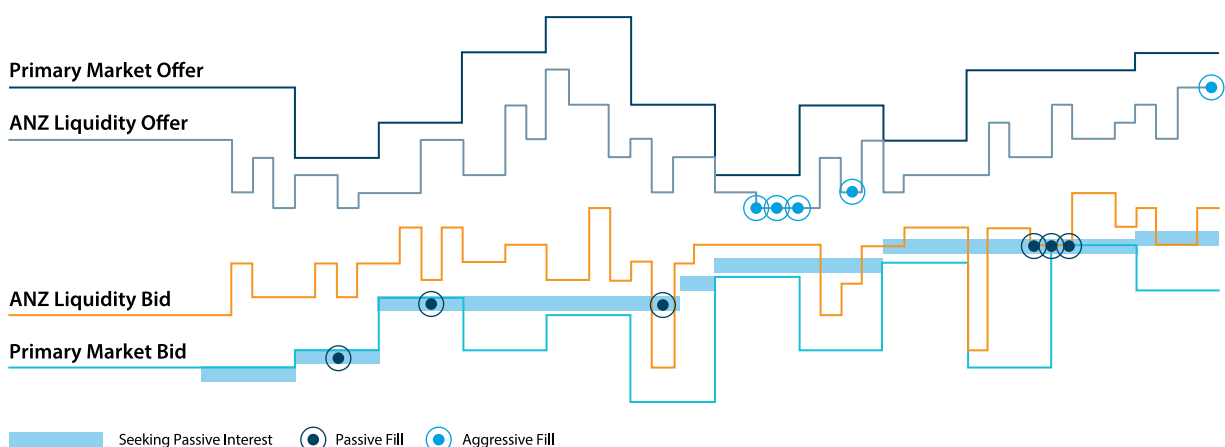 Primary Market Offer
ANZ Liquidity Offer
ANZ Liquidity Bid
Primary Market Bid
Seeking Passive Interest Passive Fill Aggressive Fill